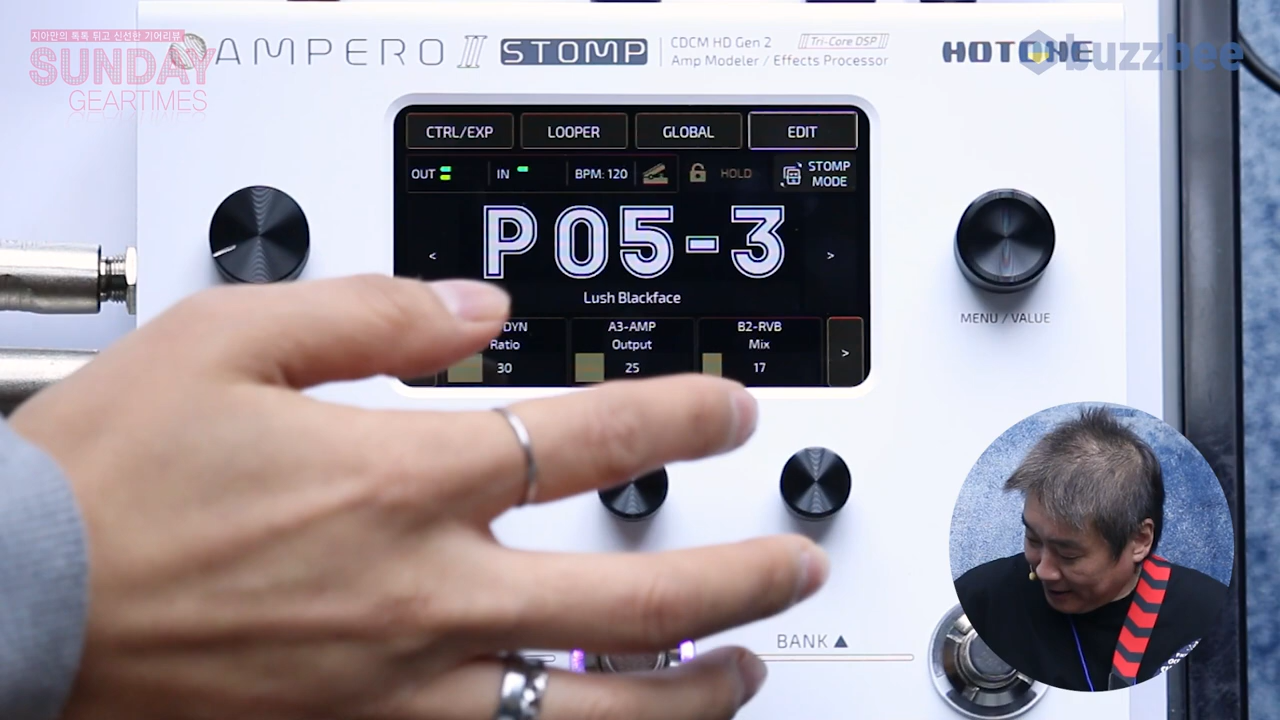 지아만의 톡톡 튀고 신선한 기어리뷰
SUNDAY
GEARTIMES
AMPERO II STOMP
CDCM HD Gen 2
Tri-Core DSP
Amp Modeler / Effects Processor
HOTONE
buzzbee
CTRL/EXP
LOOPER
GLOBAL
EDIT
OUT
IN
BPM: 120
HOLD
STOMP
MODE
<
P05-3
>
Lush Blackface
DYN
Ratio
30
A3-AMP
Output
25
B2-RVB
Mix
17
>
MENU / VALUE
BANK ▲